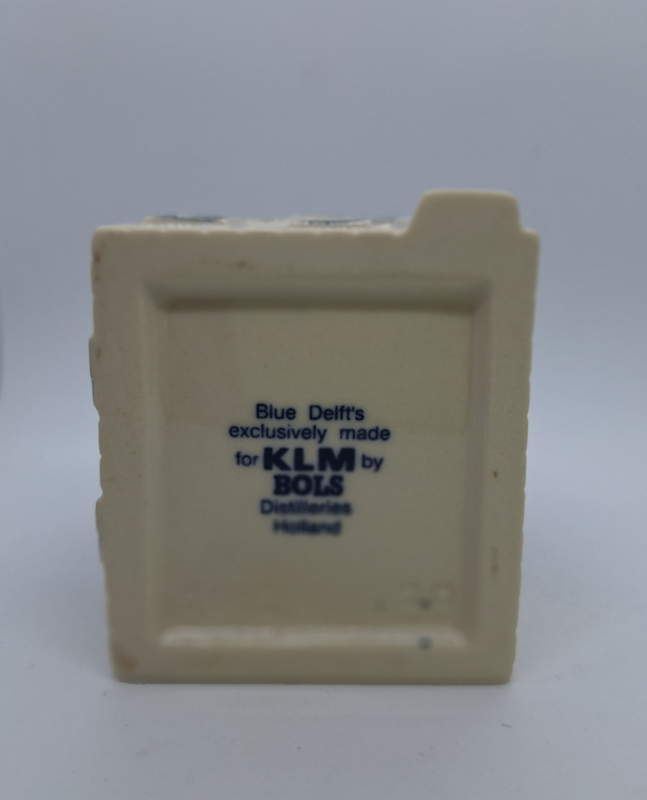 Blue Delft's
exclusively made
for KLM by
BOLS
Distilleries
Holland